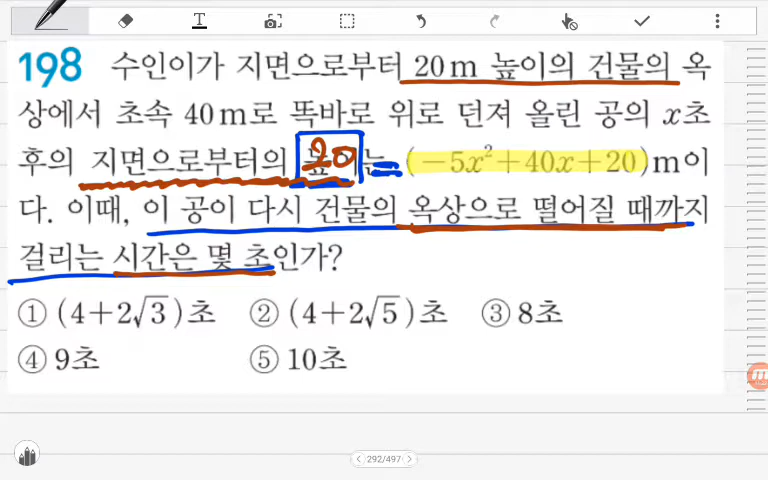 T
198 수인이가 지면으로부터 20 m 높이의 건물의 옥
상에서 초속 40 m로 똑바로 위로 던져 올린 공의 x초
후의 지면으로부터의 20 는 = (-5x²+40x+20) m이
다. 이때, 이 공이 다시 건물의 옥상으로 떨어질 때까지
걸리는 시간은 몇 초인가?
① (4+2√3)초 ② (4+2√5)초 ③ 8초
④ 9초 ⑤ 10초
292/497